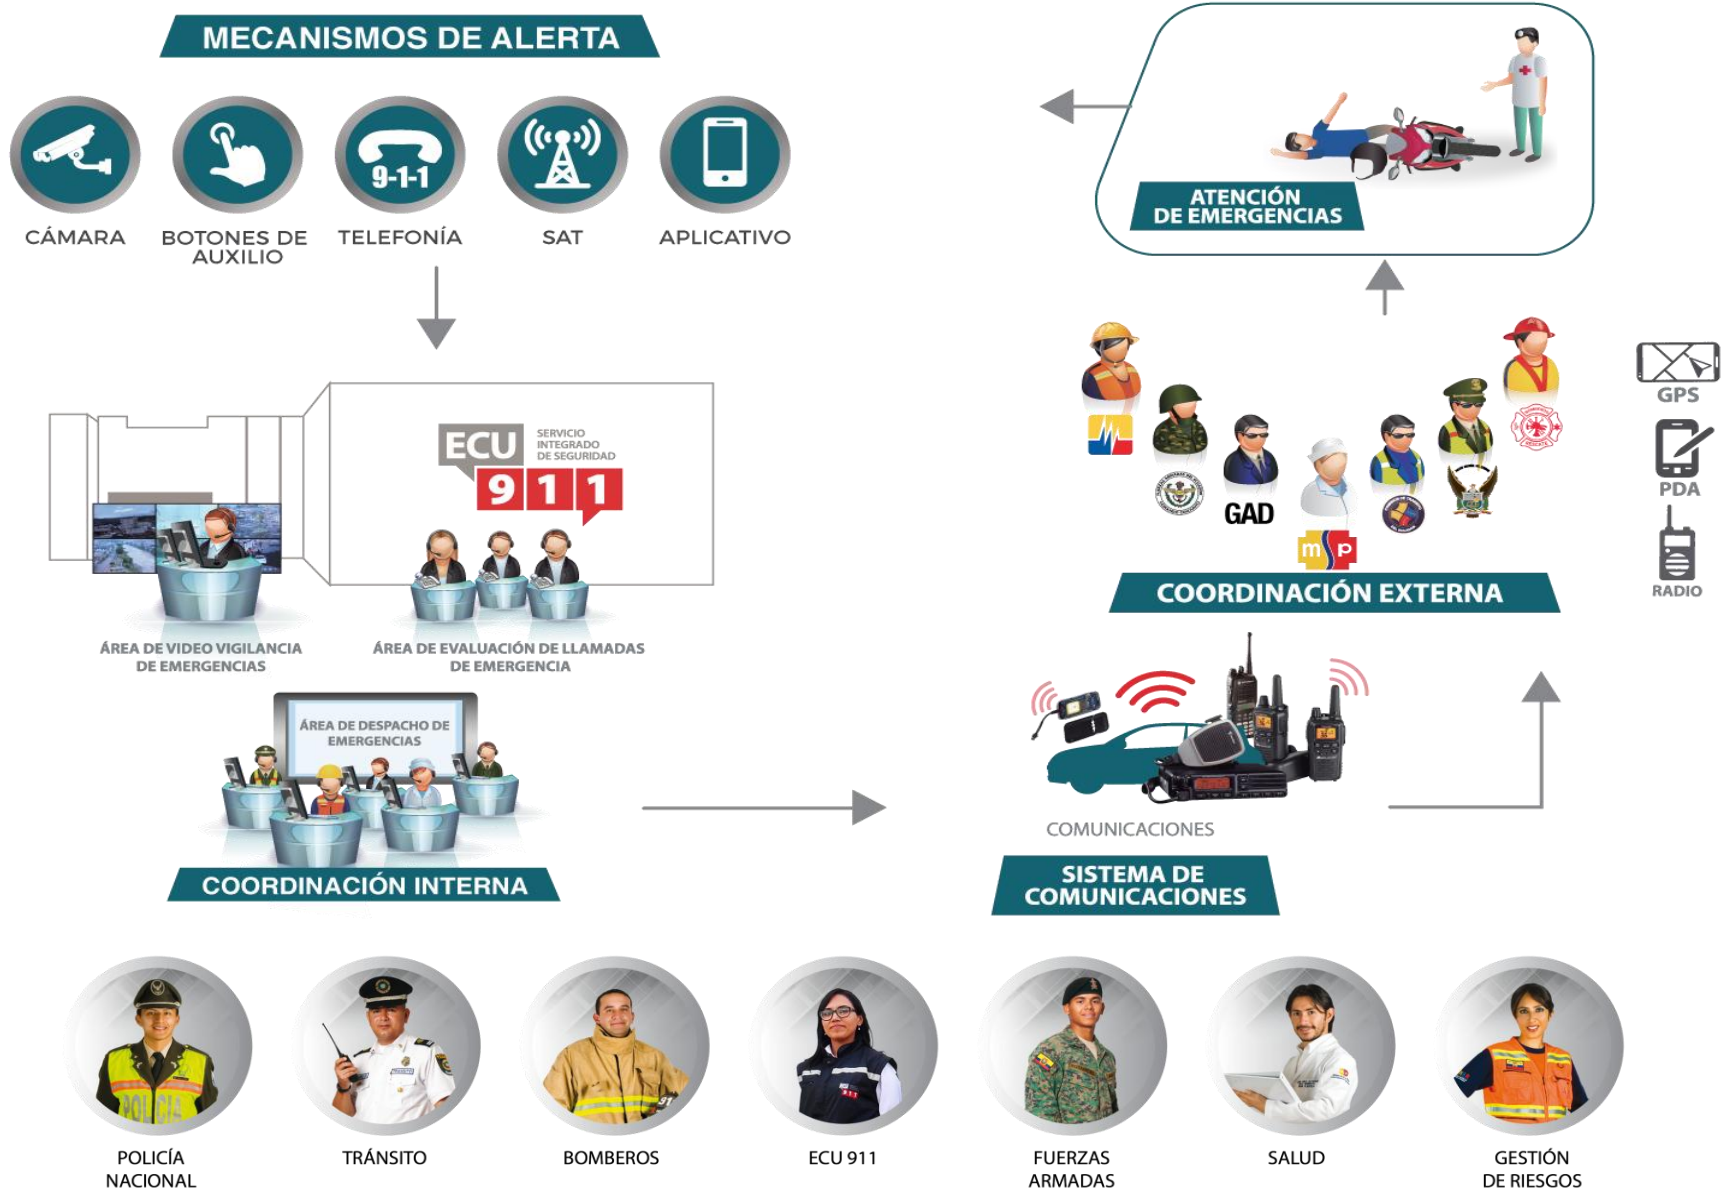 MECANISMOS DE ALERTA
9-1-1
CÁMARA
BOTONES DE
AUXILIO
TELEFONÍA
SAT
APLICATIVO
ATENCIÓN
DE EMERGENCIAS
ECU
911
SERVICIO
INTEGRADO
DE SEGURIDAD
ÁREA DE VIDEO VIGILANCIA
DE EMERGENCIAS
ÁREA DE EVALUACIÓN DE LLAMADAS
DE EMERGENCIA
ÁREA DE DESPACHO DE
EMERGENCIAS
COORDINACIÓN INTERNA
GAD
msp
COORDINACIÓN EXTERNA
GPS
PDA
RADIO
COMUNICACIONES
SISTEMA DE
COMUNICACIONES
POLICIA
911
POLICÍA
NACIONAL
TRÁNSITO
BOMBEROS
ECU 911
FUERZAS
ARMADAS
SALUD
GESTIÓN
DE RIESGOS